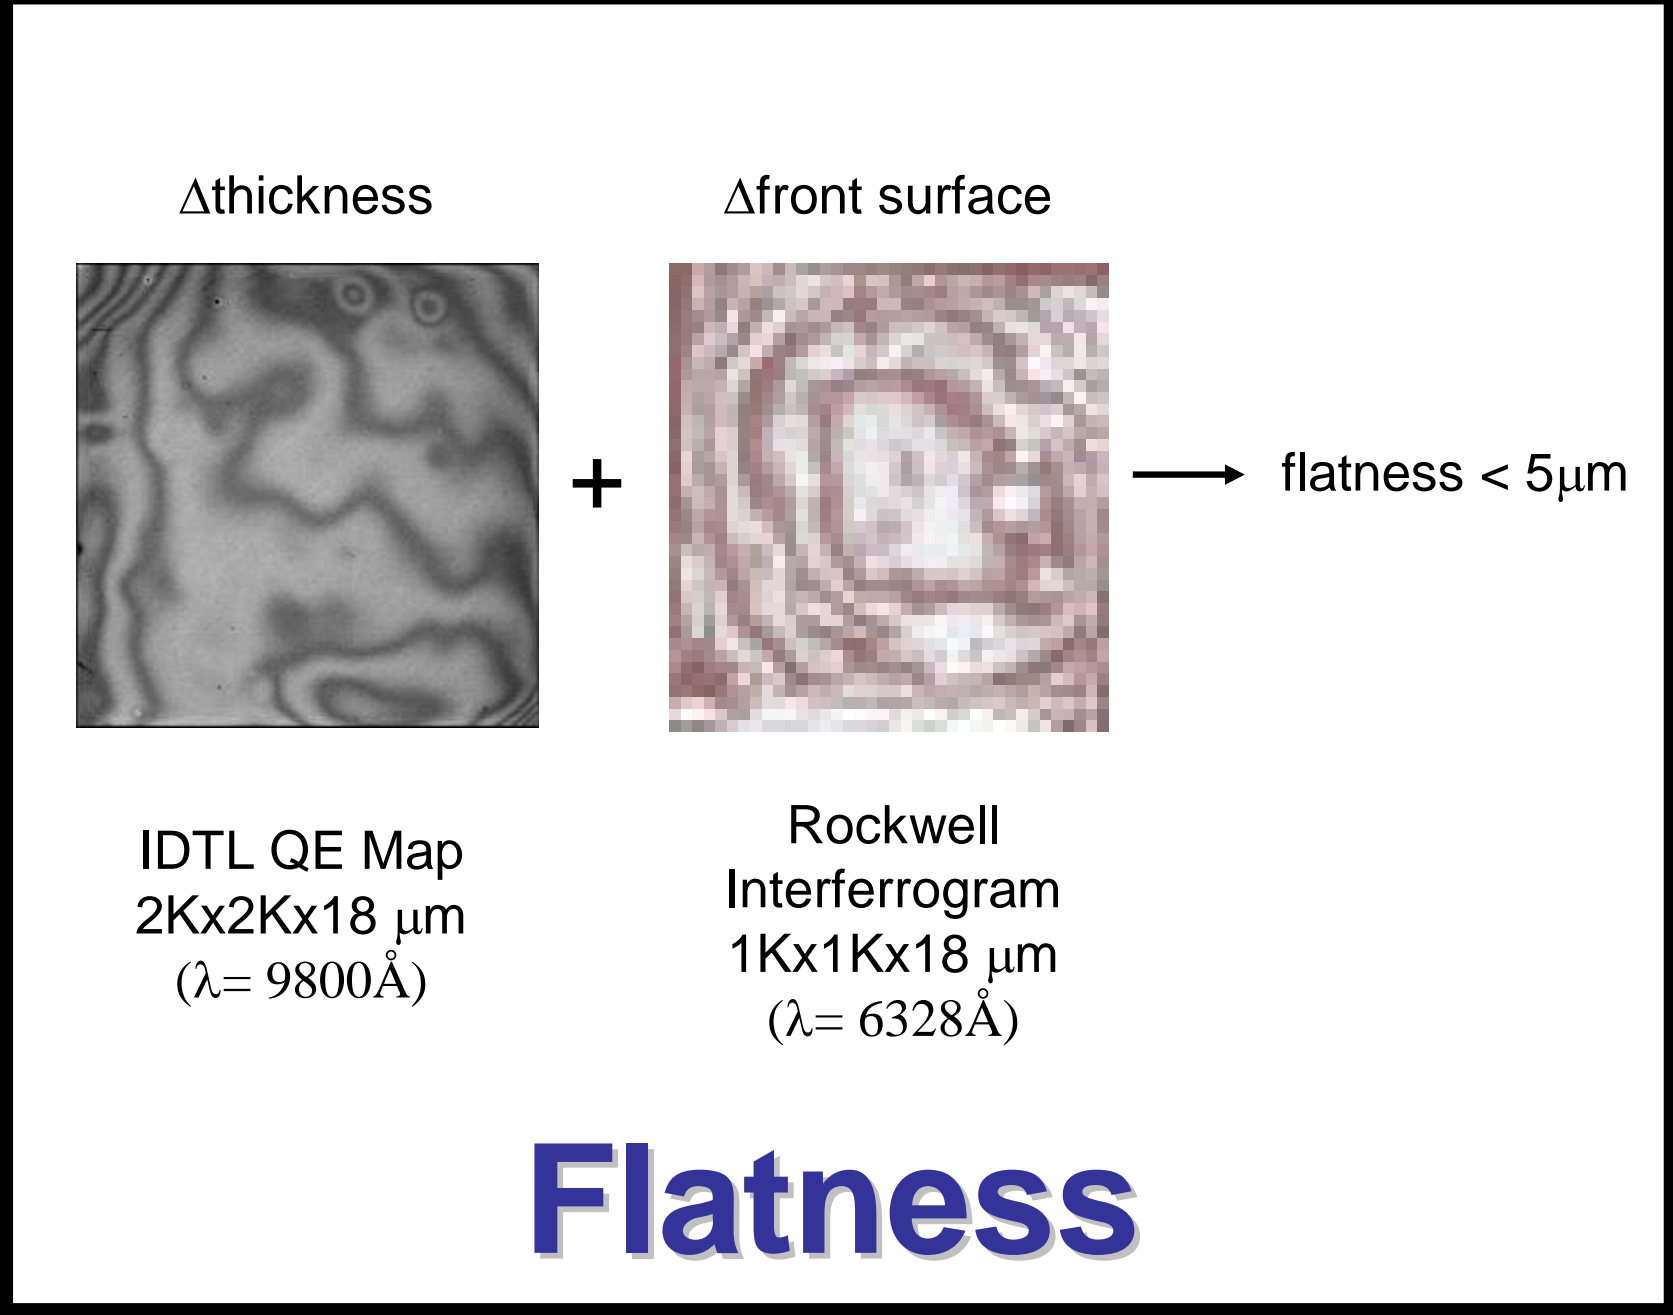 Δthickness
Δfront surface
+
flatness < 5μm
IDTL QE Map
2Kx2Kx18 μm
(λ= 9800Å)
Rockwell
Interferrogram
1Kx1Kx18 μm
(λ= 6328Å)
Flatness